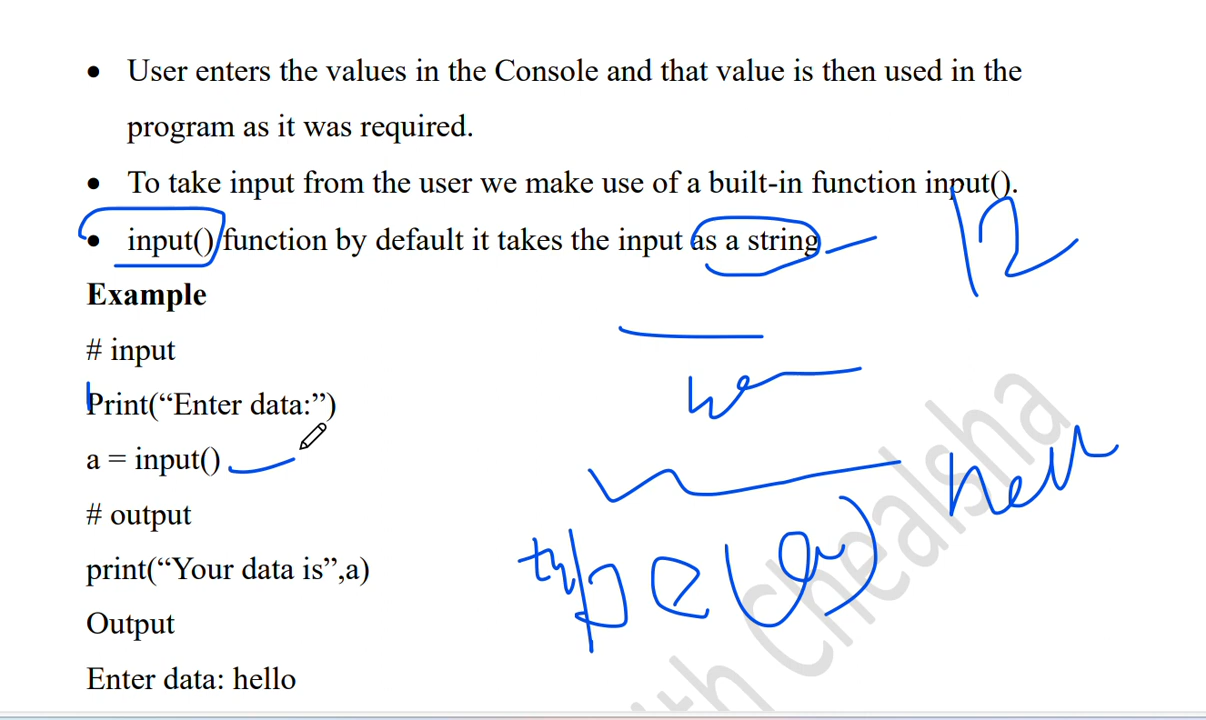 • User enters the values in the Console and that value is then used in the
program as it was required.
• To take input from the user we make use of a built-in function input().
• input() function by default it takes the input as a string
12
Example
# input
Print(“Enter data:”)
a = input()
# output
print(“Your data is”,a)
type(a)
Output
Enter data: hello
ith Chealsha